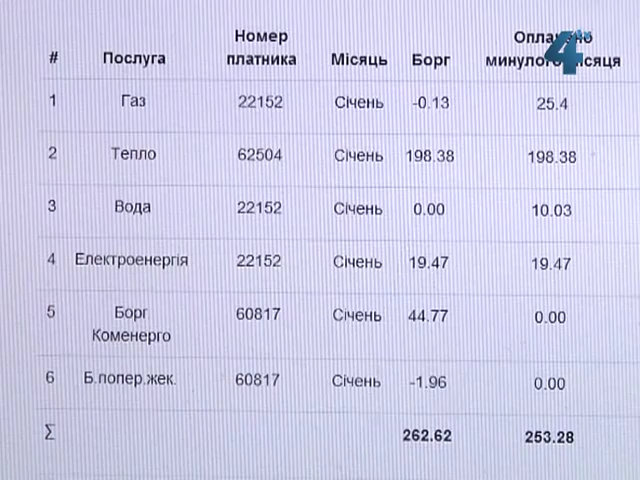 # Послуга Номер платника Місяць Борг Оплачено минулого місяця
1 Газ 22152 Січень -0.13 25.4
2 Тепло 62504 Січень 198.38 198.38
3 Вода 22152 Січень 0.00 10.03
4 Електроенергія 22152 Січень 19.47 19.47
5 Борг Коменерго 60817 Січень 44.77 0.00
6 Б.попер.жек. 60817 Січень -1.96 0.00
∑ 262.62 253.28
4